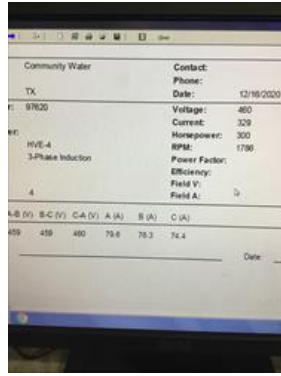 Community Water Contact:
Phone:
TX Date: 12/16/2020
97620 Voltage: 460
Current: 329
Horsepower: 300
HVE-4 RPM: 1786
3-Phase Induction Power Factor:
Efficiency:
Field V:
4 Field A:
A-B (V) B-C (V) C-A (V) A (A) B (A) C (A)
459 459 460 79.6 76.3 74.4
Date: